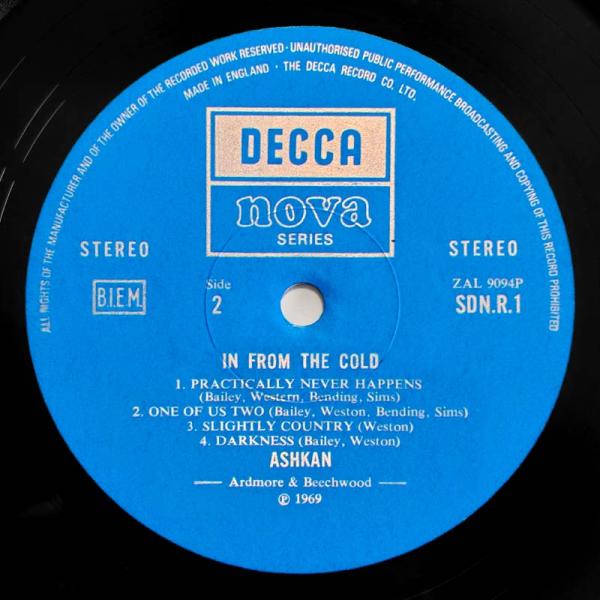 ALL RIGHTS OF THE MANUFACTURER AND OF THE OWNER OF THE RECORDED WORK RESERVED · UNAUTHORISED PUBLIC PERFORMANCE BROADCASTING AND COPYING OF THIS RECORD PROHIBITED
MADE IN ENGLAND · THE DECCA RECORD CO. LTD.
DECCA
nova
SERIES
STEREO
STEREO
B.I.E.M.
Side
2
ZAL 9094P
SDN.R.1
IN FROM THE COLD
1. PRACTICALLY NEVER HAPPENS
(Bailey, Western, Bending, Sims)
2. ONE OF US TWO (Bailey, Weston, Bending, Sims)
3. SLIGHTLY COUNTRY (Weston)
4. DARKNESS (Bailey, Weston)
ASHKAN
Ardmore & Beechwood
℗ 1969